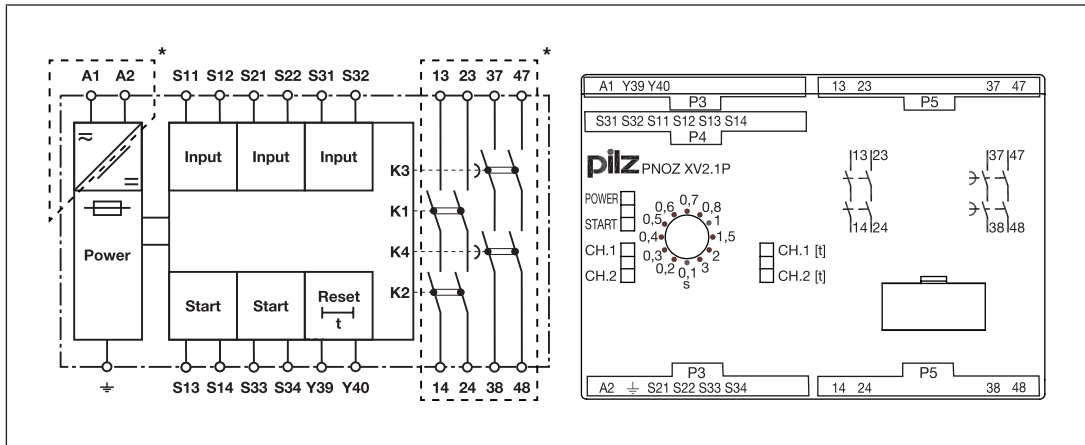 * *
A1 A2 S11 S12 S21 S22 S31 S32 13 23 37 47
Input Input Input
K3
K1
Power
K4
K2
Start Start Reset
t
S13 S14 S33 S34 Y39 Y40 14 24 38 48
A1 Y39 Y40 13 23 37 47
P3 P5
S31 S32 S11 S12 S13 S14
P4
pilz PNOZ XV2.1P
13 23 37 47
14 24 38 48
POWER
START
CH.1
CH.2
0,1 0,2 0,3 0,4 0,5 0,6 0,7 0,8 1 1,5 2 3
s
CH.1 [t]
CH.2 [t]
P3 P5
A2 S21 S22 S33 S34 14 24 38 48